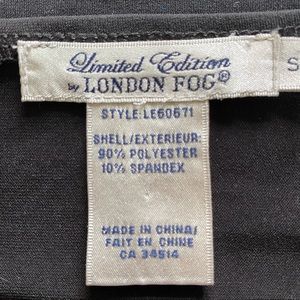 Limited Edition
by LONDON FOG®
S
STYLE:LE60671
SHELL/EXTERIEUR:
90% POLYESTER
10% SPANDEX
MADE IN CHINA/
FAIT EN CHINE
CA 34514